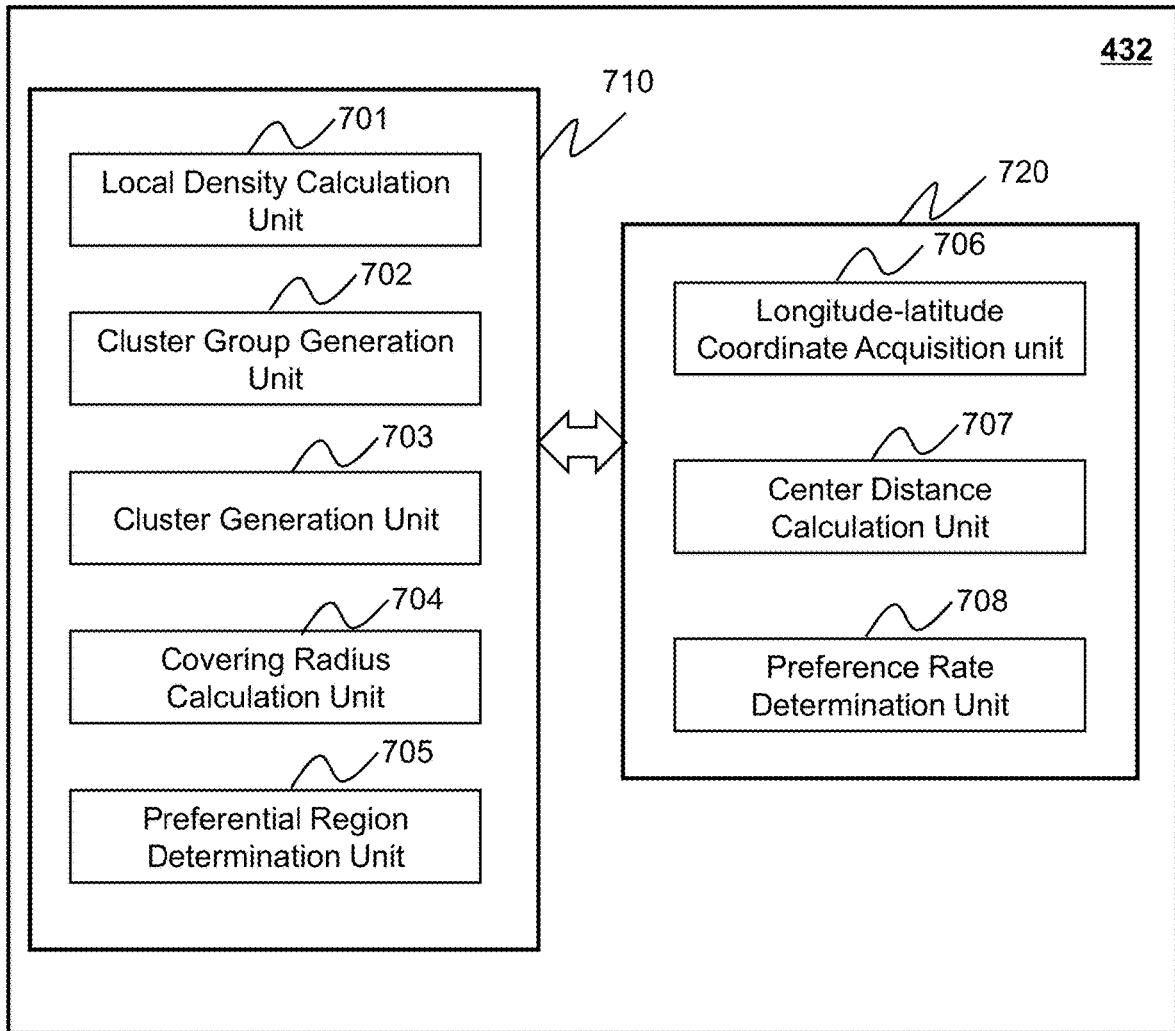 432
710
701
Local Density Calculation
Unit
702
Cluster Group Generation
Unit
703
Cluster Generation Unit
704
Covering Radius
Calculation Unit
705
Preferential Region
Determination Unit
720
706
Longitude-latitude
Coordinate Acquisition unit
707
Center Distance
Calculation Unit
708
Preference Rate
Determination Unit